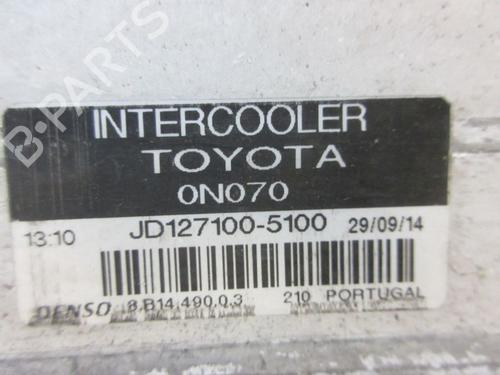 INTERCOOLER
TOYOTA
0N070
13:10 JD127100-5100 29/09/14
DENSO 8.B14.490.0.3 210 PORTUGAL
B-PARTS